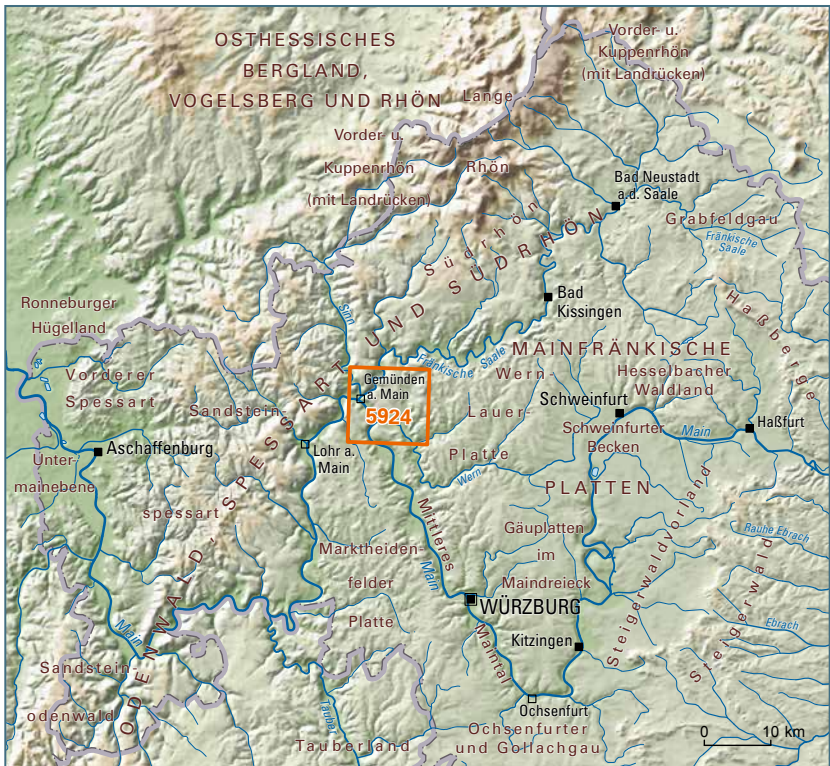 OSTHESSISCHES
BERGLAND,
VOGELSBERG UND RHÖN
Vorder- u.
Kuppenrhön
(mit Landrücken)
Lange
Rhön
Vorder- u.
Kuppenrhön
(mit Landrücken)
Bad Neustadt
a.d. Saale
Grabfeldgau
Fränkische
Saale
Südrhön
ODENWALD- SPESSART UND SÜDRHÖN
Ronneburger
Hügelland
Sinn
Bad
Kissingen
Haßberge
Fränkische Saale
MAINFRÄNKISCHE
Wern-
Hesselbacher
Waldland
Vorderer
Spessart
Gemünden
a. Main
5924
Sandstein-
Lauer-
Schweinfurt
Schweinfurter
Becken
Main
Haßfurt
Aschaffenburg
Lohr a.
Main
Platte
Unter-
mainebene
Wern
PLATTEN
spessart
Mittleres
Main
Gäuplatten
im
Maindreieck
Steigerwaldvorland
Rauhe Ebrach
Steigerwald
Marktheiden-
felder
Platte
WÜRZBURG
Ebrach
Main
Maintal
Kitzingen
Sandstein-
odenwald
Tauber
Ochsenfurt
Tauberland
Ochsenfurter
und Gollachgau
0 10 km